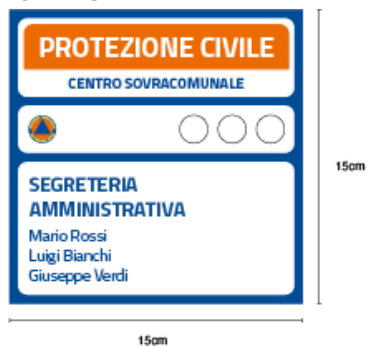 PROTEZIONE CIVILE
CENTRO SOVRACOMUNALE
SEGRETERIA
AMMINISTRATIVA
Mario Rossi
Luigi Bianchi
Giuseppe Verdi
15cm
15cm